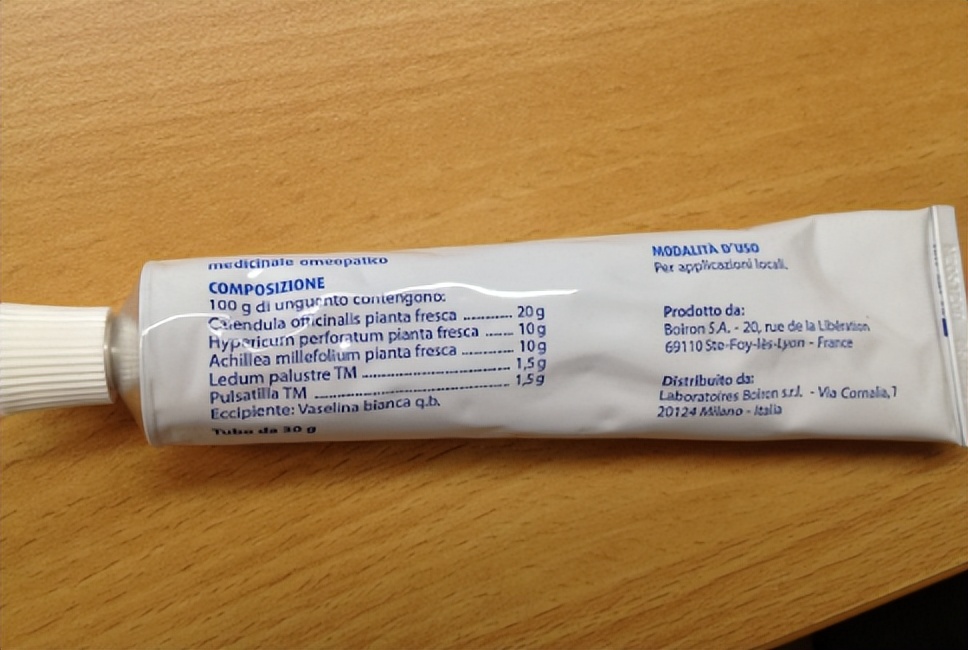 medicinale omeopatico
COMPOSIZIONE
100 g di unguento contengono:
Calendula officinalis pianta fresca ............ 20 g
Hypericum perforatum pianta fresca ....... 10 g
Achillea millefolium pianta fresca ............. 10 g
Ledum palustre TM ....................................... 1,5 g
Pulsatilla TM .................................................. 1,5 g
Eccipiente: Vaselina bianca q.b.
Tubo da 30 g
MODALITÀ D'USO
Per applicazioni locali.
Prodotto da:
Boiron S.A. - 20, rue de la Libération
69110 Ste-Foy-lès-Lyon - France
Distribuito da:
Laboratoires Boiron s.r.l. - Via Cornalia, 7
20124 Milano - Italia